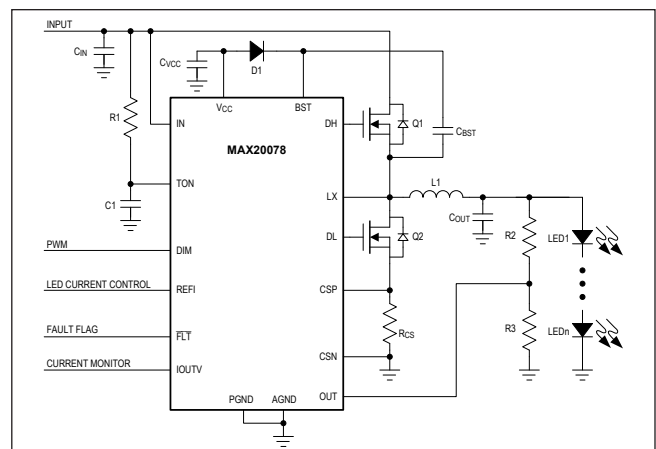 INPUT
CIN
CVCC
D1
VCC
BST
R1
IN
MAX20078
DH
Q1
CBST
TON
C1
LX
L1
COUT
DL
Q2
R2
LED1
PWM
DIM
LED CURRENT CONTROL
REFI
CSP
RCS
R3
LEDn
FAULT FLAG
FLT
CURRENT MONITOR
IOUTV
CSN
OUT
PGND
AGND